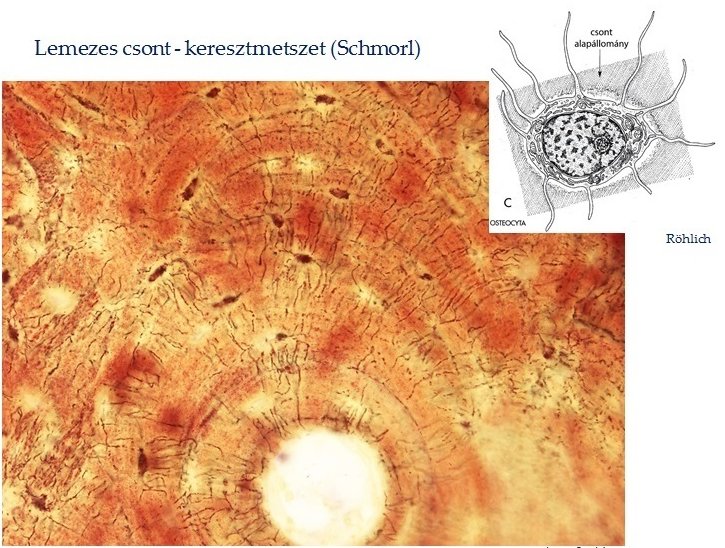 Lemezes csont - keresztmetszet (Schmorl)
csont
alapállomány
C
OSTEOCYTA
Röhlich